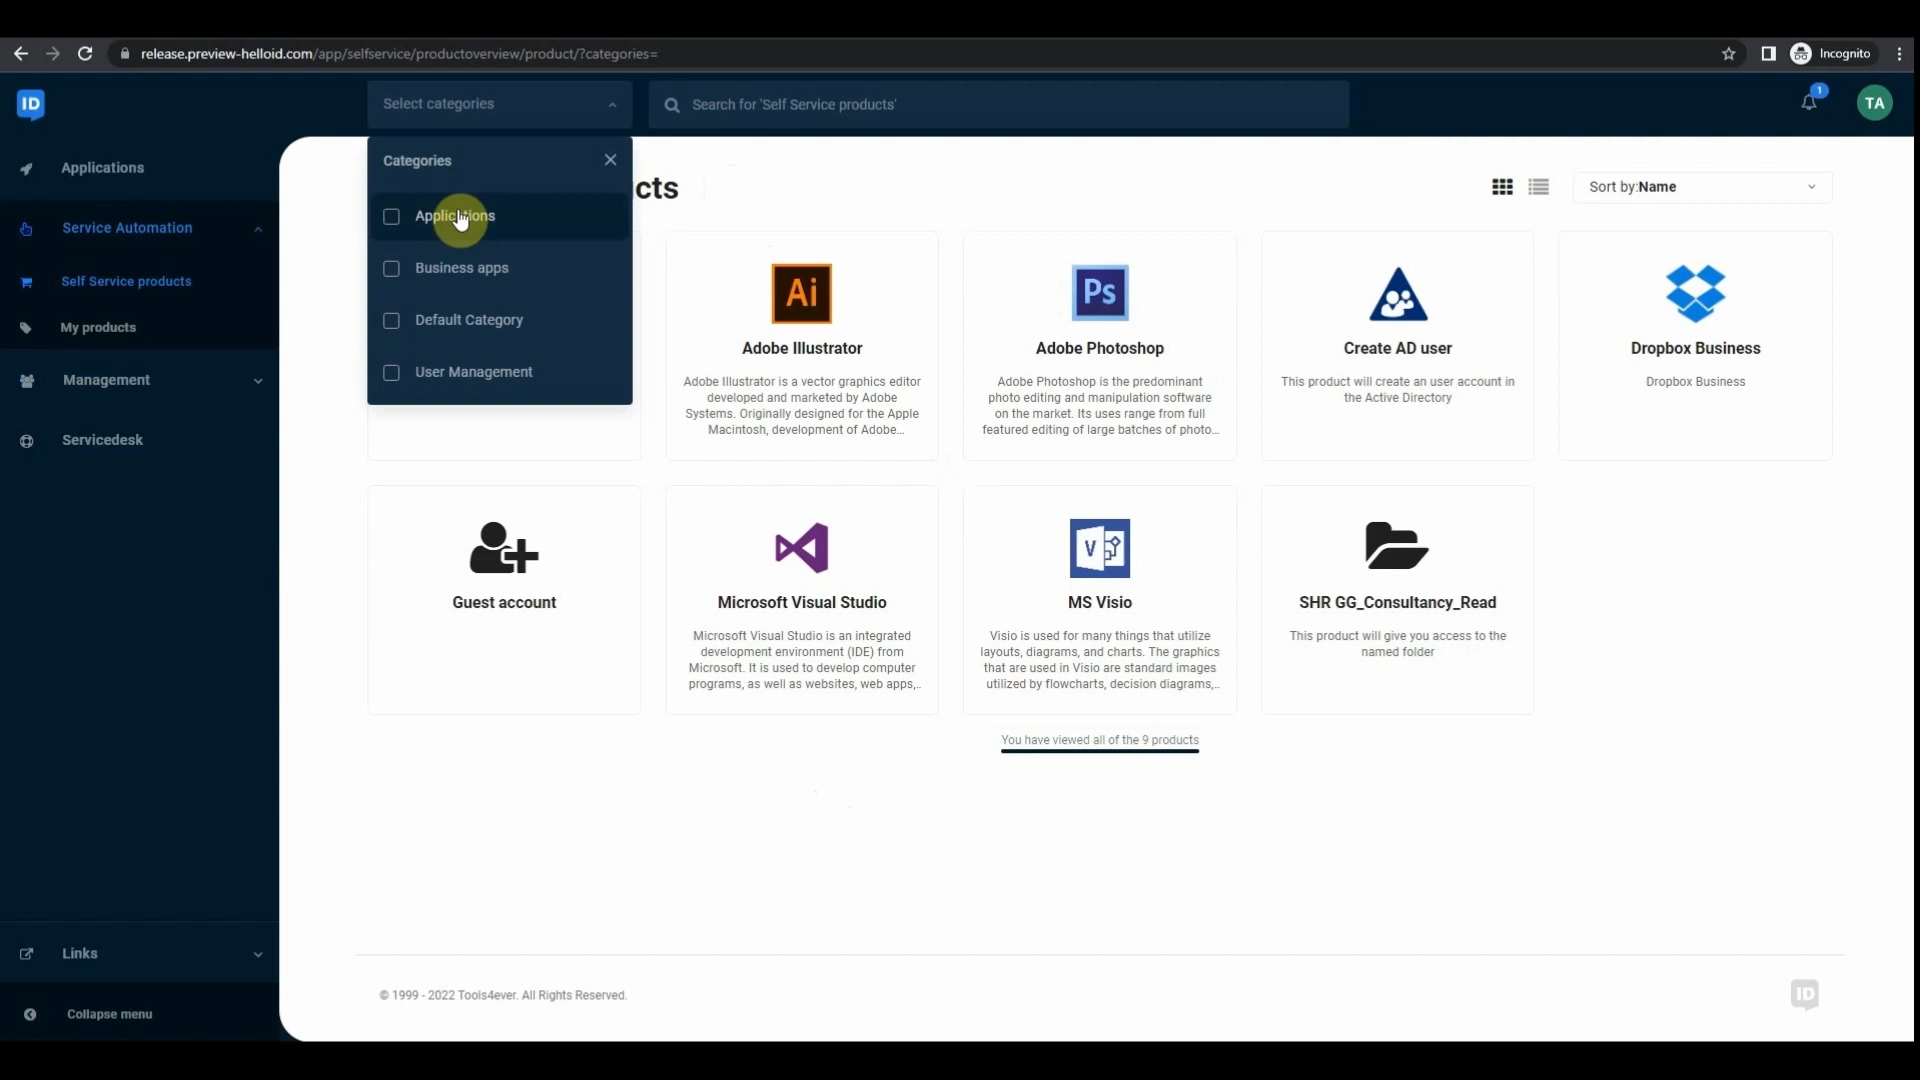 release.preview-helloid.com/app/selfservice/productoverview/product/?categories=
Incognito
ID
Select categories
Search for 'Self Service products'
1
TA
Applications
Service Automation
Self Service products
My products
Management
Servicedesk
Links
Collapse menu
Categories
Applications
Business apps
Default Category
User Management
cts
Sort by:Name
Ai
Adobe Illustrator
Adobe Illustrator is a vector graphics editor
developed and marketed by Adobe
Systems. Originally designed for the Apple
Macintosh, development of Adobe...
Ps
Adobe Photoshop
Adobe Photoshop is the predominant
photo editing and manipulation software
on the market. Its uses range from full
featured editing of large batches of photo...
Create AD user
This product will create an user account in
the Active Directory
Dropbox Business
Dropbox Business
Guest account
Microsoft Visual Studio
Microsoft Visual Studio is an integrated
development environment (IDE) from
Microsoft. It is used to develop computer
programs, as well as websites, web apps,..
V
MS Visio
Visio is used for many things that utilize
layouts, diagrams, and charts. The graphics
that are used in Visio are standard images
utilized by flowcharts, decision diagrams,..
SHR GG_Consultancy_Read
This product will give you access to the
named folder
You have viewed all of the 9 products
© 1999 - 2022 Tools4ever. All Rights Reserved.
ID